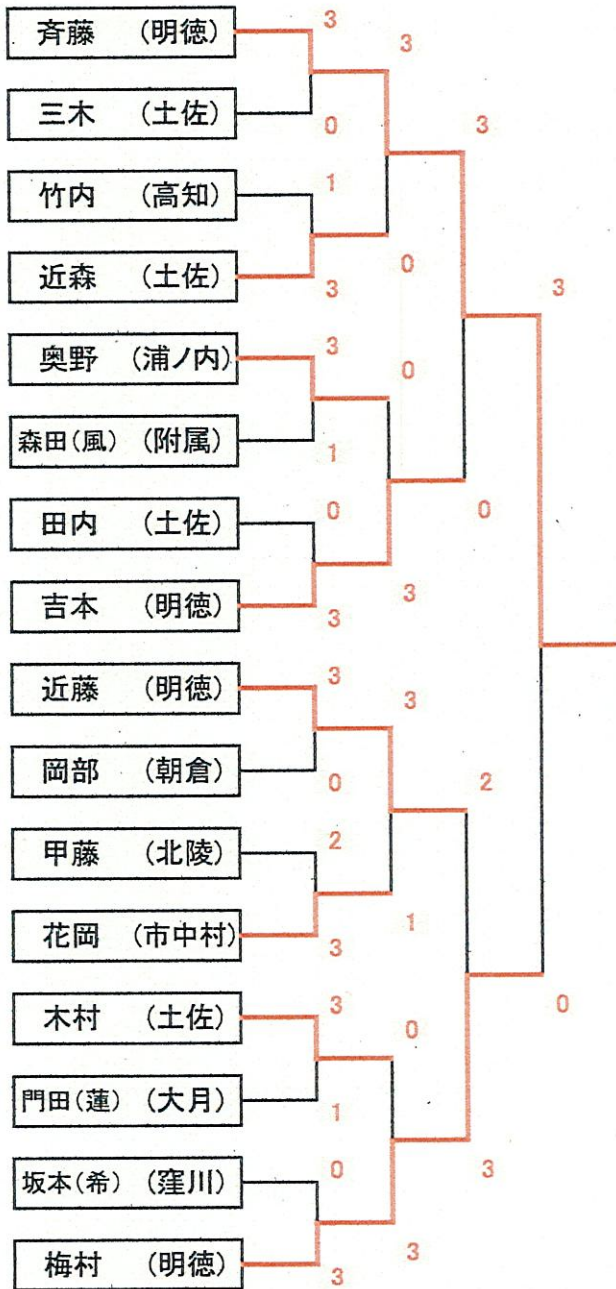 斉藤 (明徳)
3
3
三木 (土佐)
0
3
竹内 (高知)
1
近森 (土佐)
3
0
3
奥野 (浦ノ内)
3
0
森田(風) (附属)
1
田内 (土佐)
0
0
吉本 (明徳)
3
3
近藤 (明徳)
3
3
岡部 (朝倉)
0
2
甲藤 (北陵)
2
花岡 (市中村)
3
1
木村 (土佐)
3
0
0
門田(蓮) (大月)
1
坂本(希) (窪川)
0
3
梅村 (明徳)
3
3